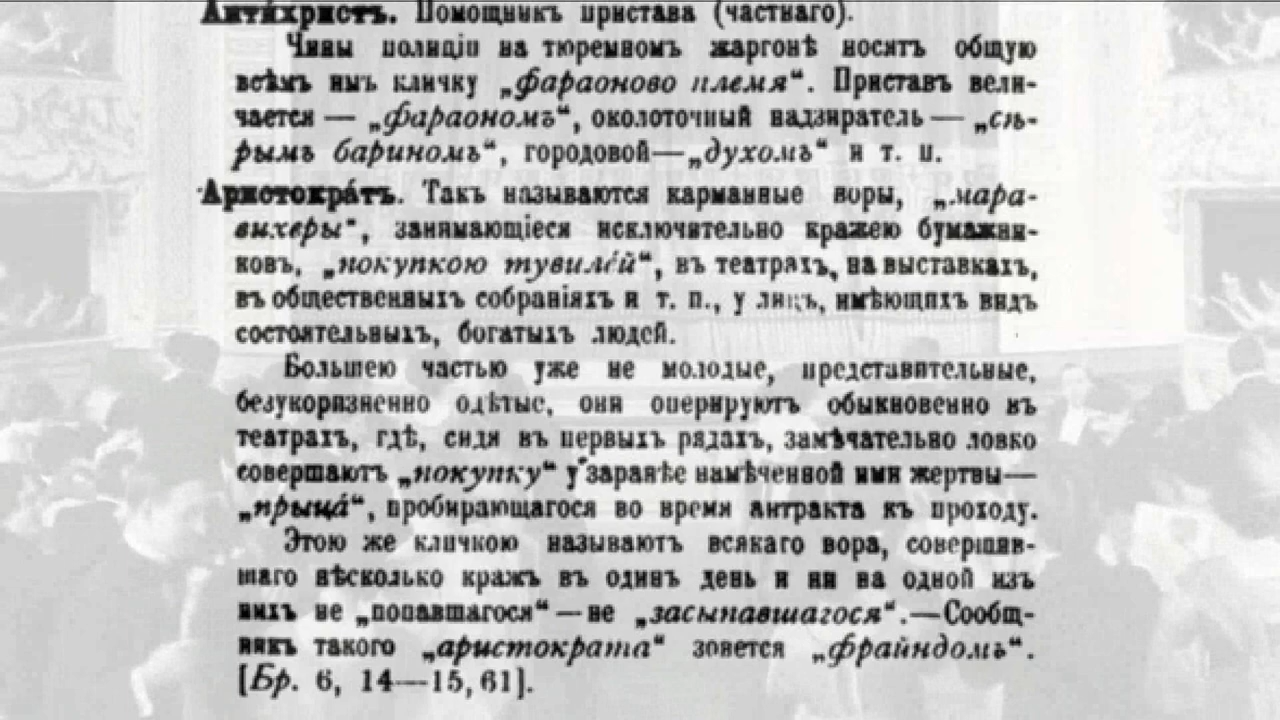 Антихристъ. Помощникъ пристава (частнаго).
Чины полиціи на тюремномъ жаргонѣ носятъ общую
всѣмъ имъ кличку „фараоново племя“. Приставъ вели-
чается — „фараономъ“, околоточный надзиратель — „сѣ-
рымъ бариномъ“, городовой—„духомъ“ и т. п.
Аристокра́тъ. Такъ называются карманные воры, „мара-
вихеры“, занимающіеся исключительно кражею бумажни-
ковъ, „покупкою тувиле́й“, въ театрахъ, на выставкахъ,
въ общественныхъ собраніяхъ и т. п., у лицъ, имѣющихъ видъ
состоятельныхъ, богатыхъ людей.
Большею частью уже не молодые, представительные,
безукоризненно одѣтые, они оперируютъ обыкновенно въ
театрахъ, гдѣ, сидя въ первыхъ рядахъ, замѣчательно ловко
совершаютъ „покупку“ у заранѣе намѣченной ими жертвы—
„прыца́“, пробирающагося во время антракта къ проходу.
Этою же кличкою называютъ всякаго вора, совершив-
шаго нѣсколько кражъ въ одинъ день и ни на одной изъ
нихъ не „попавшагося“—не „засыпавшагося“.—Сообщ-
никъ такого „аристократа“ зовется „фрайндомъ“.
[Бр. 6, 14—15, 61].